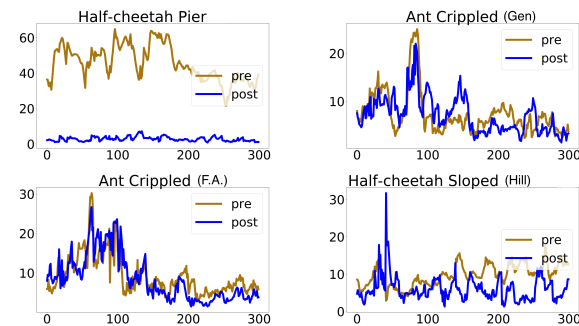 Half-cheetah Pier
60
40
20
0
0 100 200 300
pre
post
Ant Crippled (Gen)
20
10
0 100 200 300
pre
post
Ant Crippled (F.A.)
30
20
10
0 100 200 300
pre
post
Half-cheetah Sloped (Hill)
30
20
10
0
0 100 200 300
pre
post